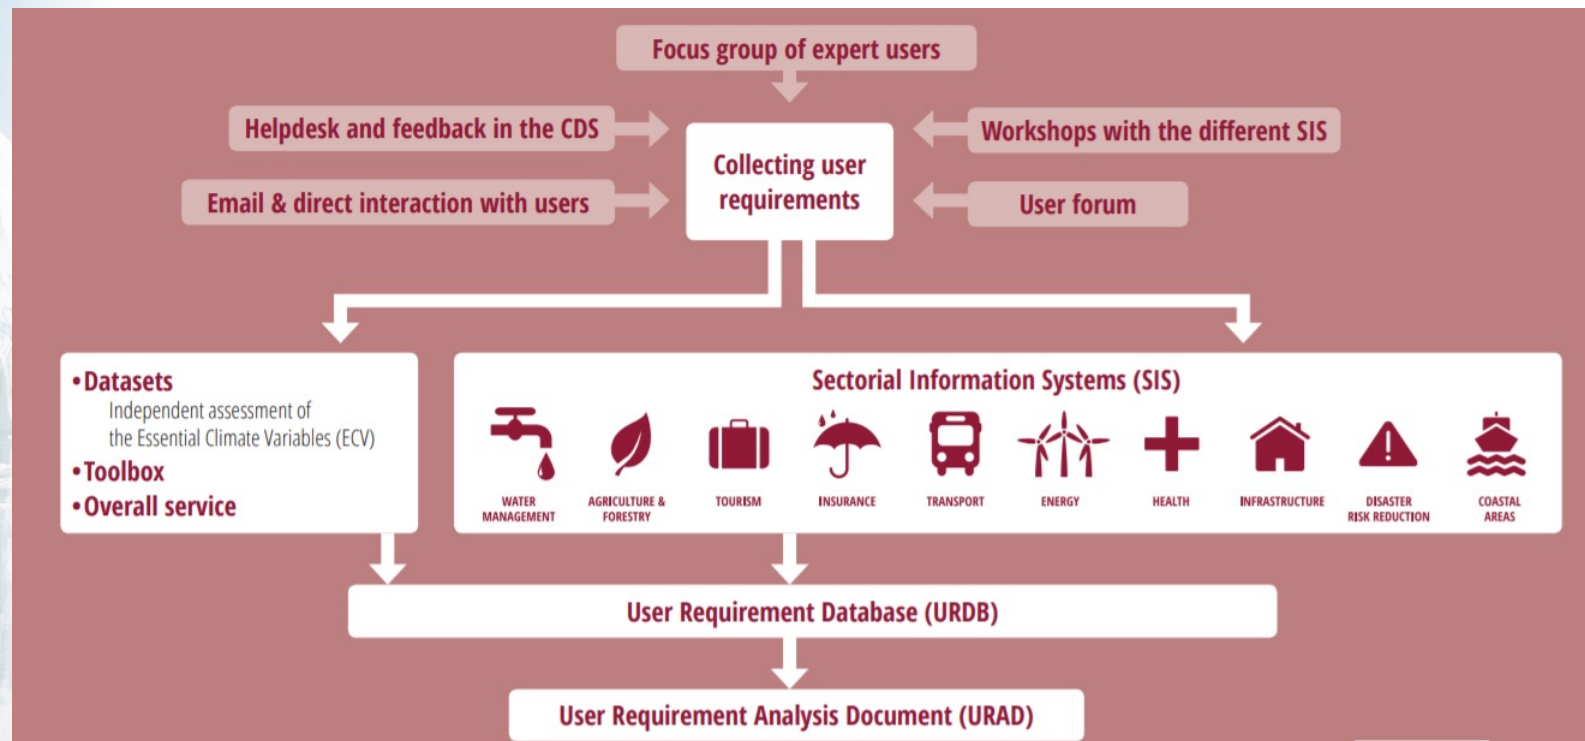 Focus group of expert users
Helpdesk and feedback in the CDS
Workshops with the different SIS
Collecting user
requirements
Email & direct interaction with users
User forum
•Datasets
Independent assessment of
the Essential Climate Variables (ECV)
•Toolbox
•Overall service
Sectorial Information Systems (SIS)
WATER
MANAGEMENT
AGRICULTURE &
FORESTRY
TOURISM
INSURANCE
TRANSPORT
ENERGY
HEALTH
INFRASTRUCTURE
DISASTER
RISK REDUCTION
COASTAL
AREAS
User Requirement Database (URDB)
User Requirement Analysis Document (URAD)